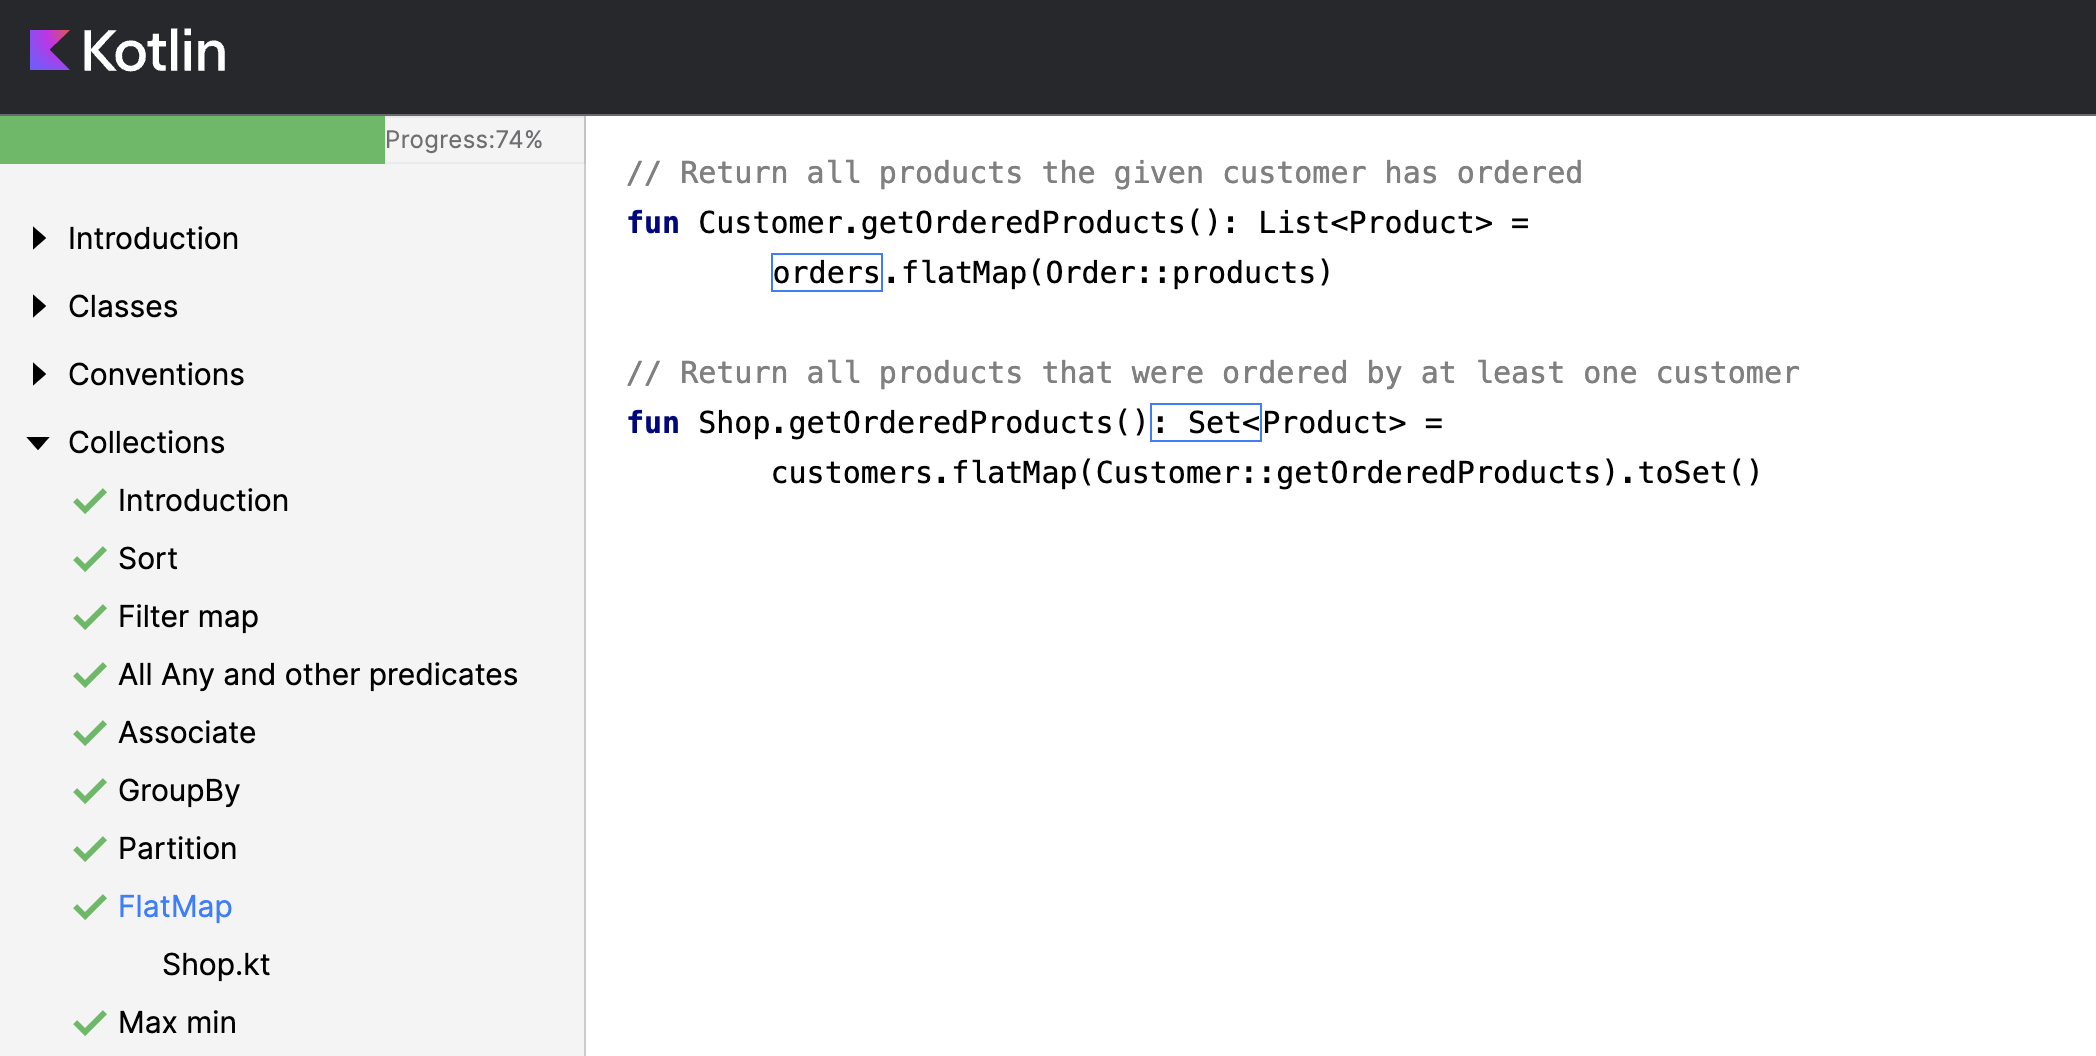 Kotlin
Progress:74%
Introduction
Classes
Conventions
Collections
Introduction
Sort
Filter map
All Any and other predicates
Associate
GroupBy
Partition
FlatMap
Shop.kt
Max min
// Return all products the given customer has ordered
fun Customer.getOrderedProducts(): List<Product> =
orders.flatMap(Order::products)
// Return all products that were ordered by at least one customer
fun Shop.getOrderedProducts(): Set<Product> =
customers.flatMap(Customer::getOrderedProducts).toSet()